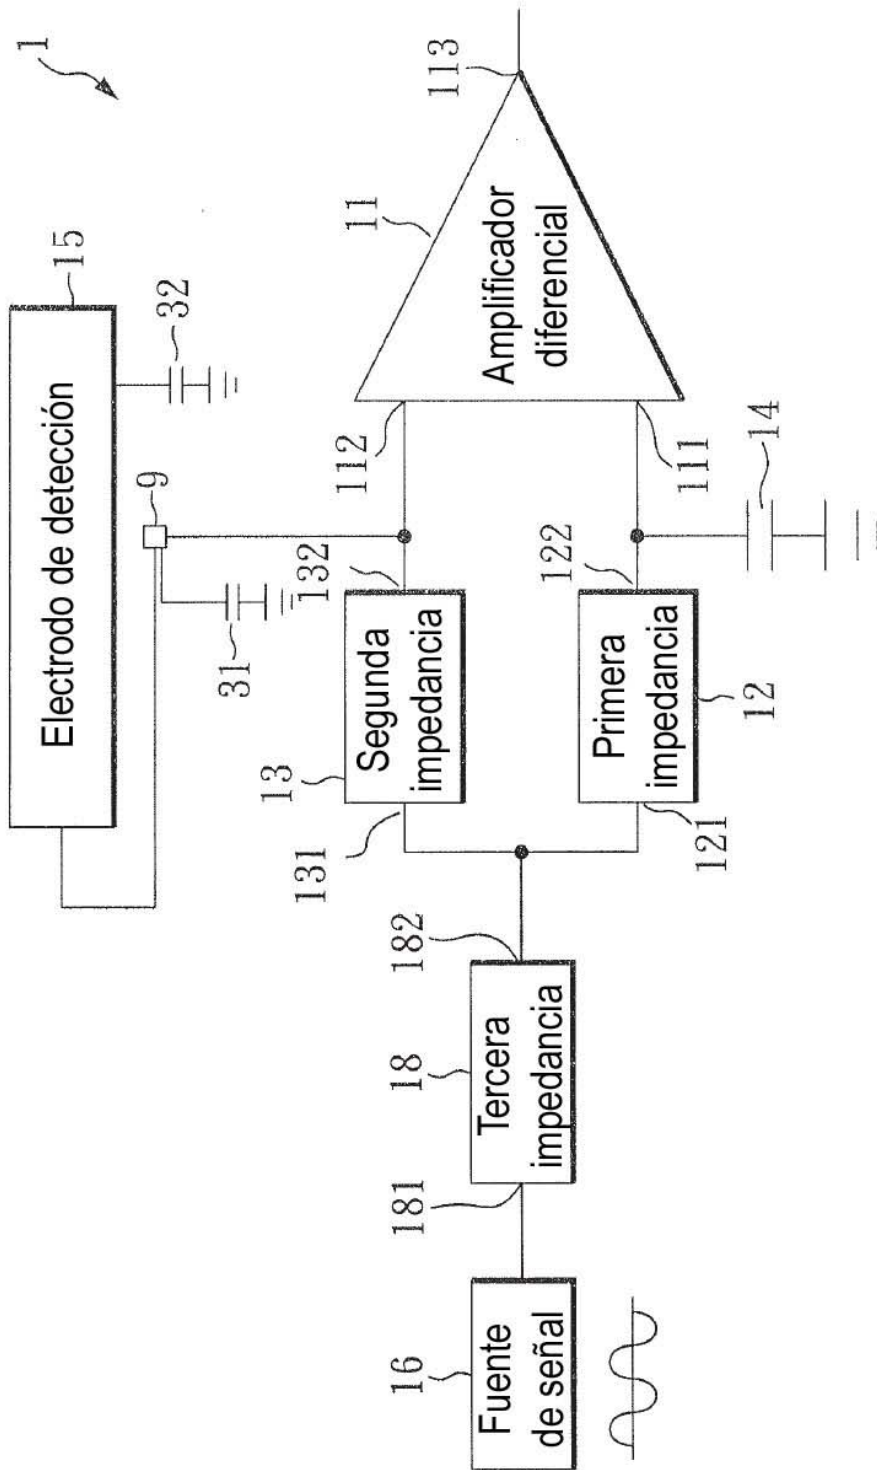 1
15
Electrodo de detección
32
9
31
11
113
Amplificador
diferencial
112
111
14
132
122
Segunda
impedancia
13
131
Primera
impedancia
12
121
182
18
Tercera
impedancia
181
16
Fuente
de señal